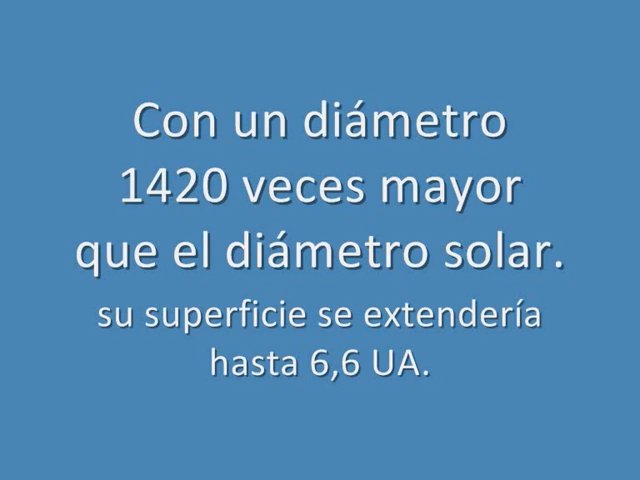 Con un diámetro
1420 veces mayor
que el diámetro solar.
su superficie se extendería
hasta 6,6 UA.